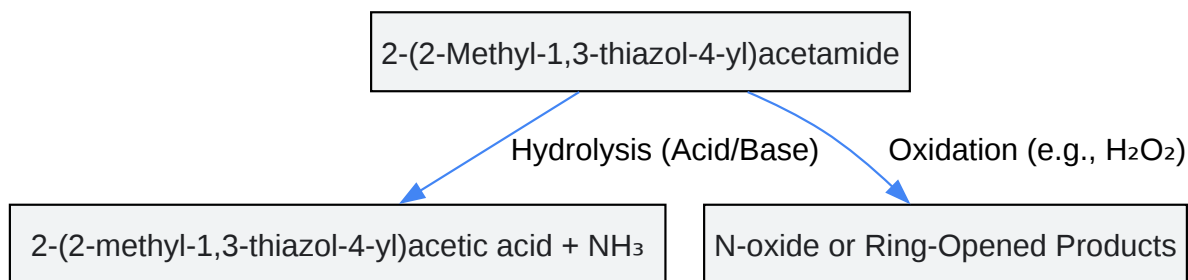 2-(2-Methyl-1,3-thiazol-4-yl)acetamide
Hydrolysis (Acid/Base)
Oxidation (e.g., H₂O₂)
2-(2-methyl-1,3-thiazol-4-yl)acetic acid + NH₃
N-oxide or Ring-Opened Products